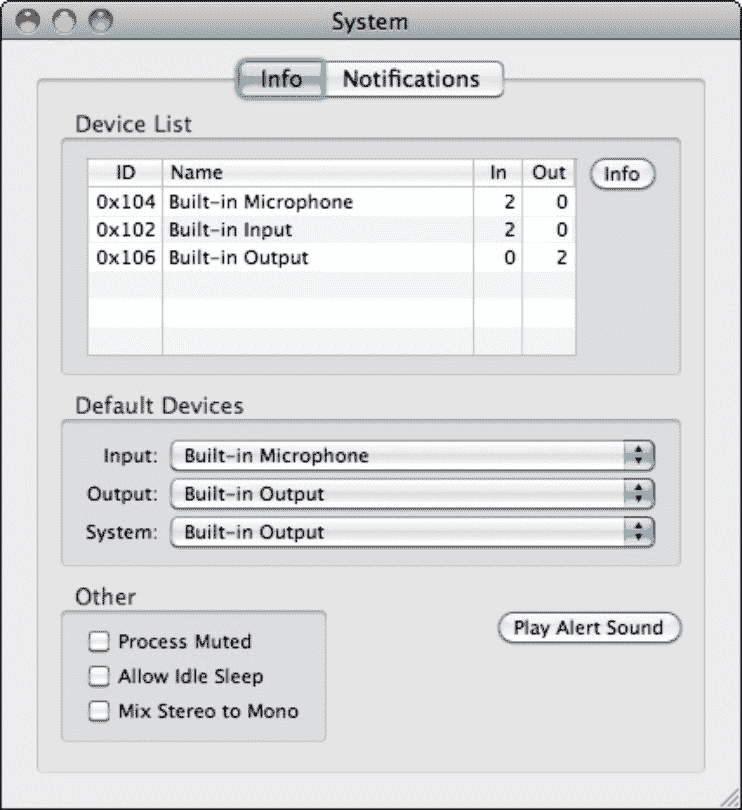 System
Info Notifications
Device List
ID Name In Out Info
0x104 Built-in Microphone 2 0
0x102 Built-in Input 2 0
0x106 Built-in Output 0 2
Default Devices
Input: Built-in Microphone
Output: Built-in Output
System: Built-in Output
Other
Play Alert Sound
Process Muted
Allow Idle Sleep
Mix Stereo to Mono